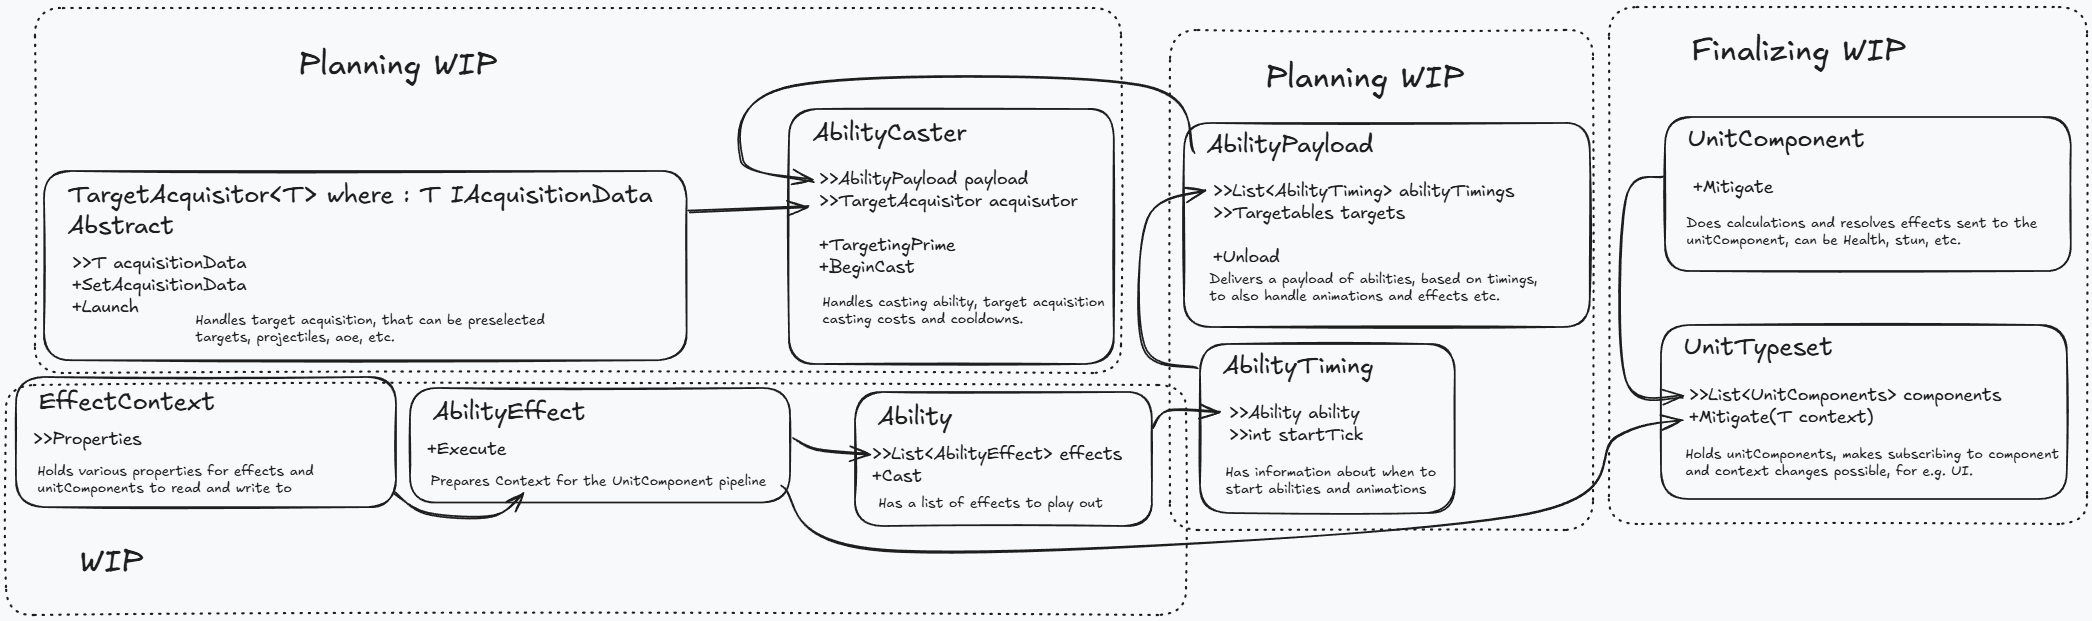 Planning WIP
TargetAcquisitor<T> where : T IAcquisitionData
Abstract
>>T acquisitionData
+SetAcquisitionData
+Launch
Handles target acquisition, that can be preselected
targets, projectiles, aoe, etc.
AbilityCaster
>>AbilityPayload payload
>>TargetAcquisitor acquisutor
+TargetingPrime
+BeginCast
Handles casting ability, target acquisition
casting costs and cooldowns.
Planning WIP
AbilityPayload
>>List<AbilityTiming> abilityTimings
>>Targetables targets
+Unload
Delivers a payload of abilities, based on timings,
to also handle animations and effects etc.
AbilityTiming
>>Ability ability
>>int startTick
Has information about when to
start abilities and animations
Finalizing WIP
UnitComponent
+Mitigate
Does calculations and resolves effects sent to the
unitComponent, can be Health, stun, etc.
UnitTypeset
>>List<UnitComponents> components
+Mitigate(T context)
Holds unitComponents, makes subscribing to component
and context changes possible, for e.g. UI.
EffectContext
>>Properties
Holds various properties for effects and
unitComponents to read and write to
AbilityEffect
+Execute
Prepares Context for the UnitComponent pipeline
Ability
>>List<AbilityEffect> effects
+Cast
Has a list of effects to play out
WIP